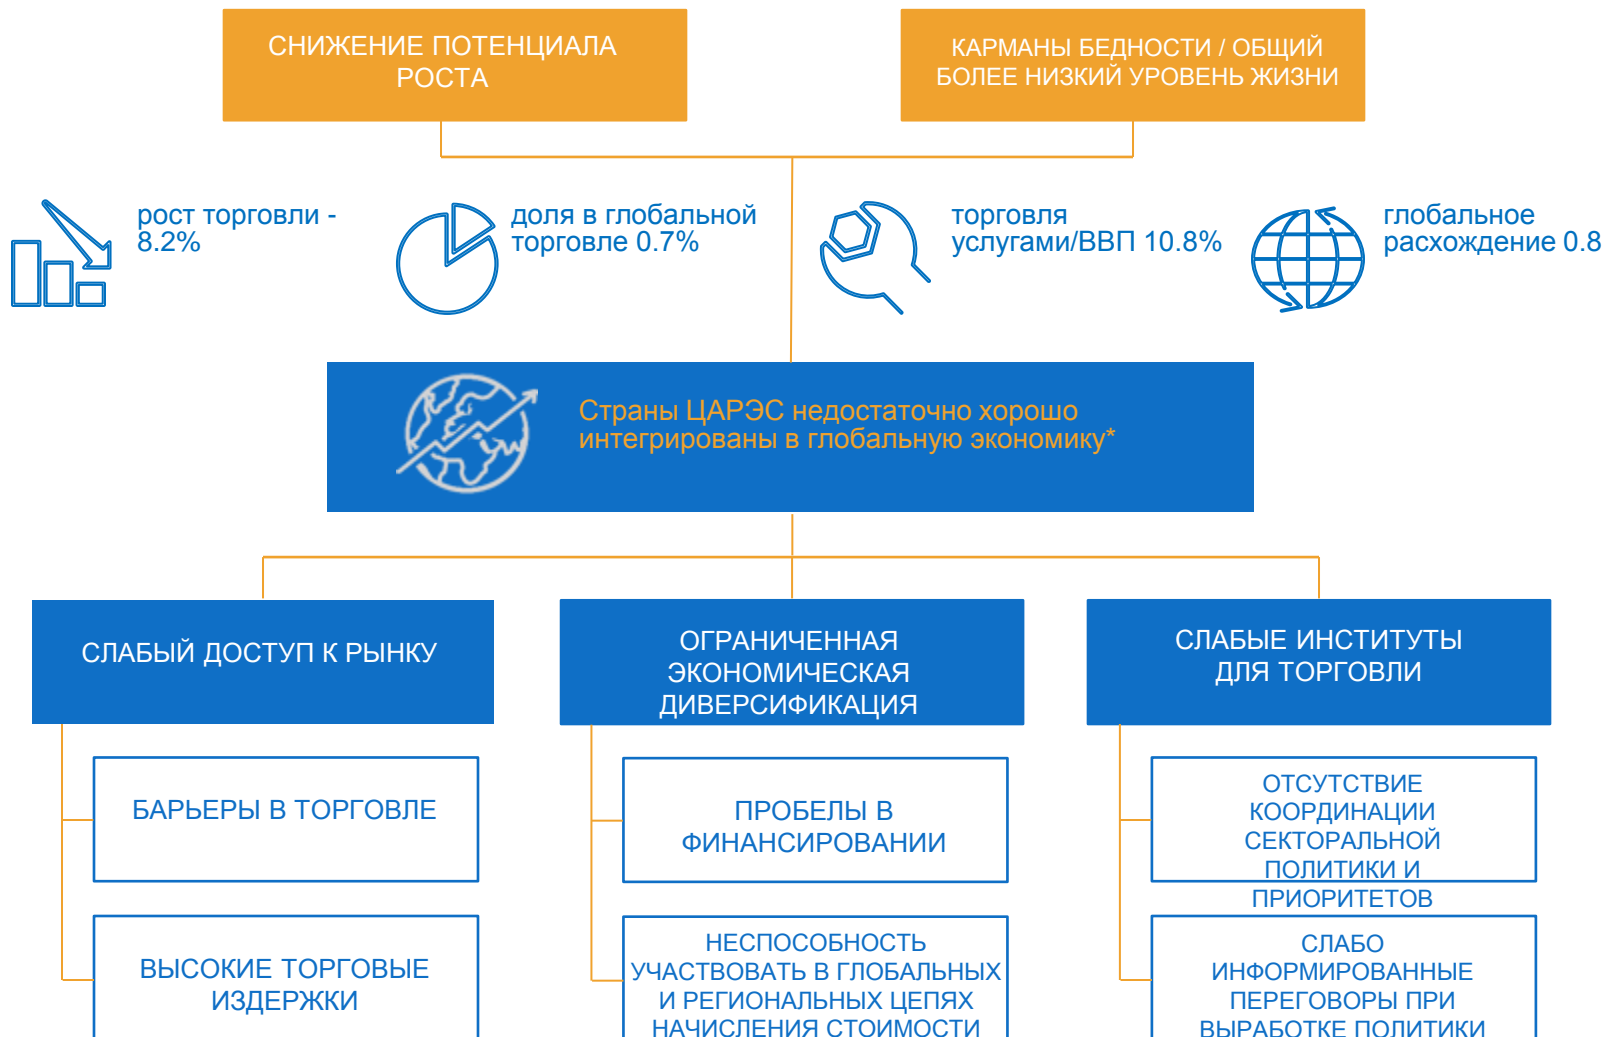 СНИЖЕНИЕ ПОТЕНЦИАЛА
РОСТА
КАРМАНЫ БЕДНОСТИ / ОБЩИЙ
БОЛЕЕ НИЗКИЙ УРОВЕНЬ ЖИЗНИ
рост торговли -
8.2%
доля в глобальной
торговле 0.7%
торговля
услугами/ВВП 10.8%
глобальное
расхождение 0.8
Страны ЦАРЭС недостаточно хорошо
интегрированы в глобальную экономику*
СЛАБЫЙ ДОСТУП К РЫНКУ
БАРЬЕРЫ В ТОРГОВЛЕ
ВЫСОКИЕ ТОРГОВЫЕ
ИЗДЕРЖКИ
ОГРАНИЧЕННАЯ
ЭКОНОМИЧЕСКАЯ
ДИВЕРСИФИКАЦИЯ
ПРОБЕЛЫ В
ФИНАНСИРОВАНИИ
НЕСПОСОБНОСТЬ
УЧАСТВОВАТЬ В ГЛОБАЛЬНЫХ
И РЕГИОНАЛЬНЫХ ЦЕПЯХ
НАЧИСЛЕНИЯ СТОИМОСТИ
СЛАБЫЕ ИНСТИТУТЫ
ДЛЯ ТОРГОВЛИ
ОТСУТСТВИЕ
КООРДИНАЦИИ
СЕКТОРАЛЬНОЙ
ПОЛИТИКИ И
ПРИОРИТЕТОВ
СЛАБО
ИНФОРМИРОВАННЫЕ
ПЕРЕГОВОРЫ ПРИ
ВЫРАБОТКЕ ПОЛИТИКИ